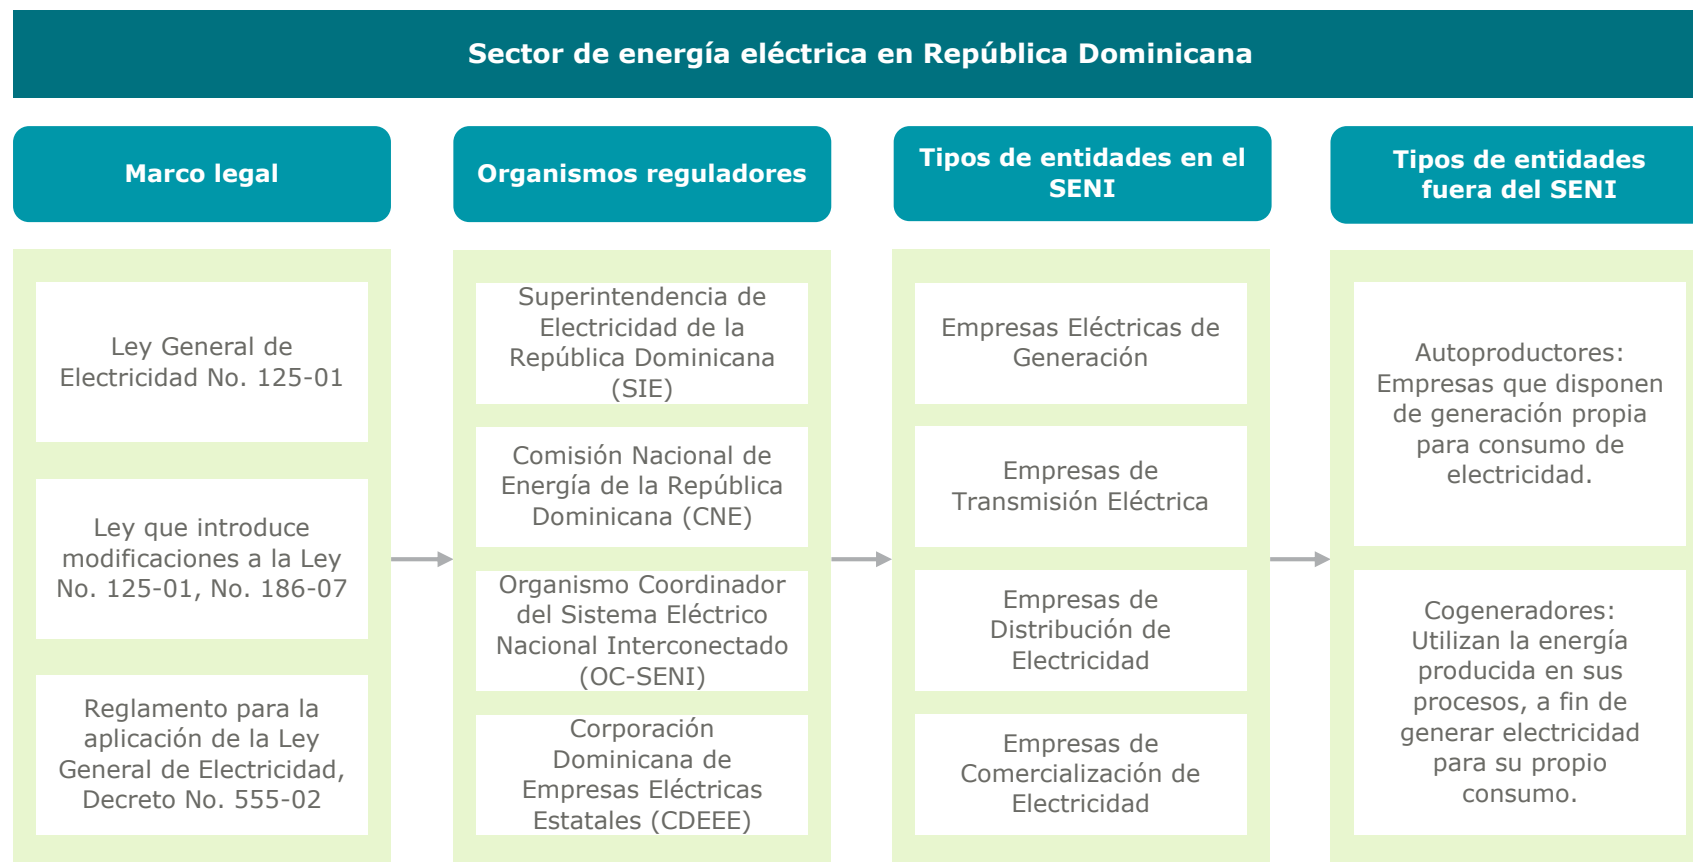 Sector de energía eléctrica en República Dominicana
Marco legal
Organismos reguladores
Tipos de entidades en el
SENI
Tipos de entidades
fuera del SENI
Ley General de
Electricidad No. 125-01
Ley que introduce
modificaciones a la Ley
No. 125-01, No. 186-07
Reglamento para la
aplicación de la Ley
General de Electricidad,
Decreto No. 555-02
Superintendencia de
Electricidad de la
República Dominicana
(SIE)
Comisión Nacional de
Energía de la República
Dominicana (CNE)
Organismo Coordinador
del Sistema Eléctrico
Nacional Interconectado
(OC-SENI)
Corporación
Dominicana de
Empresas Eléctricas
Estatales (CDEEE)
Empresas Eléctricas de
Generación
Empresas de
Transmisión Eléctrica
Empresas de
Distribución de
Electricidad
Empresas de
Comercialización de
Electricidad
Autoproductores:
Empresas que disponen
de generación propia
para consumo de
electricidad.
Cogeneradores:
Utilizan la energía
producida en sus
procesos, a fin de
generar electricidad
para su propio
consumo.